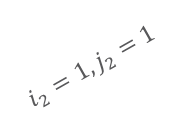 i₂ = 1, j₂ = 1